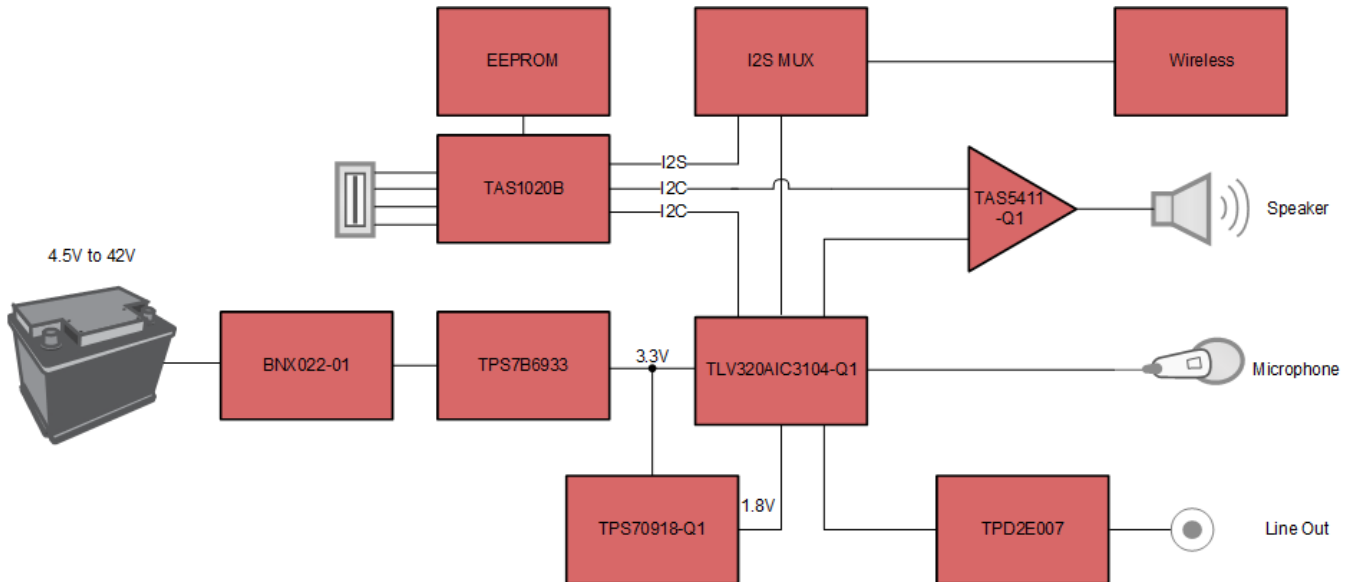 EEPROM
I2S MUX
Wireless
I2S
TAS1020B
I2C
I2C
TAS5411
-Q1
Speaker
4.5V to 42V
BNX022-01
TPS7B6933
3.3V
TLV320AIC3104-Q1
Microphone
1.8V
TPS70918-Q1
TPD2E007
Line Out